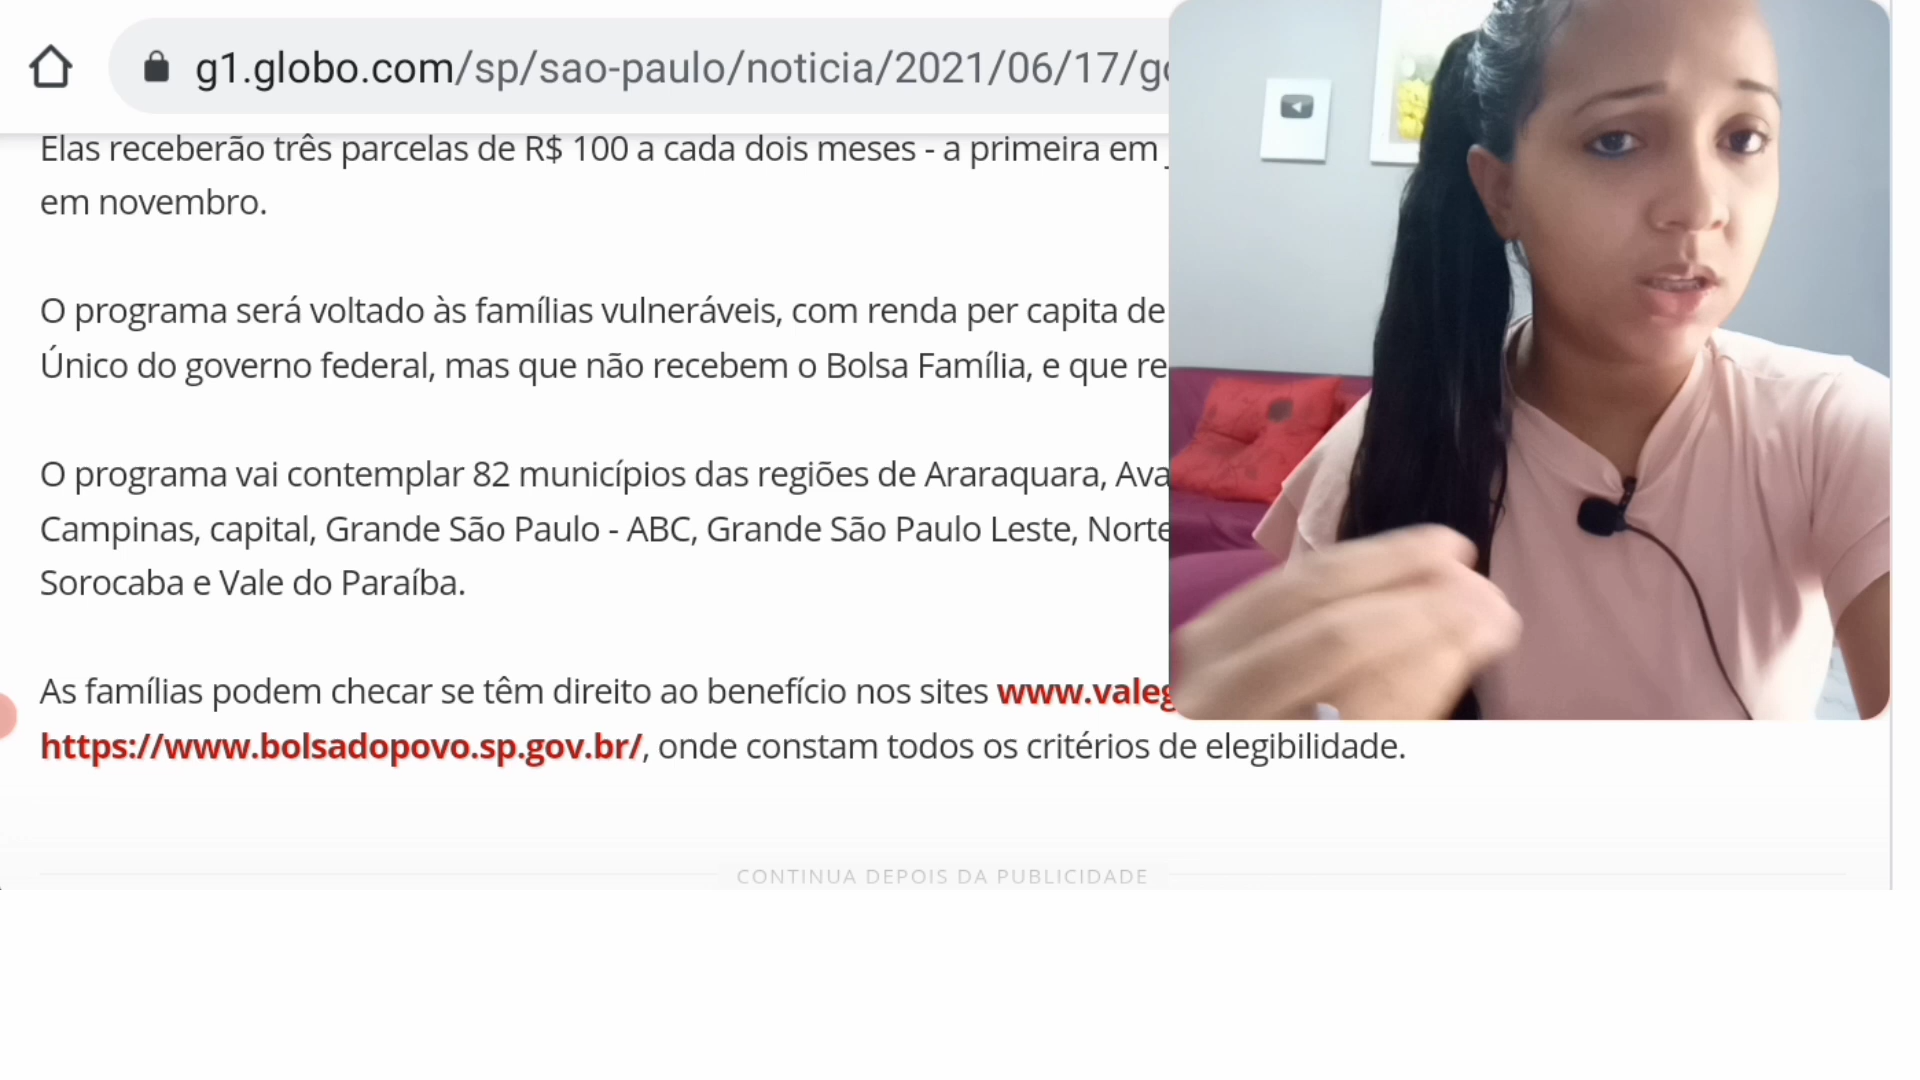 g1.globo.com/sp/sao-paulo/noticia/2021/06/17/go
Elas receberão três parcelas de R$ 100 a cada dois meses - a primeira em
em novembro.
O programa será voltado às famílias vulneráveis, com renda per capita de
Único do governo federal, mas que não recebem o Bolsa Família, e que re
O programa vai contemplar 82 municípios das regiões de Araraquara, Ava
Campinas, capital, Grande São Paulo - ABC, Grande São Paulo Leste, Norte
Sorocaba e Vale do Paraíba.
As famílias podem checar se têm direito ao benefício nos sites www.valeg
https://www.bolsadopovo.sp.gov.br/, onde constam todos os critérios de elegibilidade.
CONTINUA DEPOIS DA PUBLICIDADE